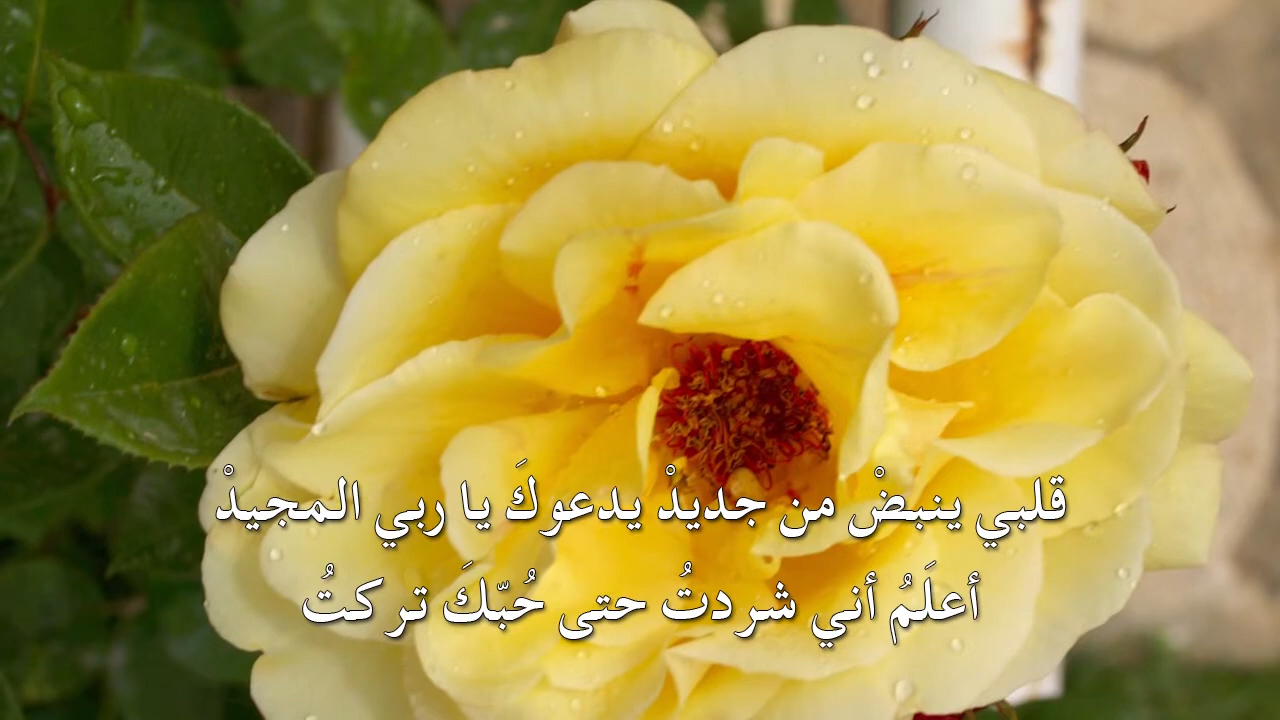 قلبي ينبضْ من جديدْ يدعوكَ يا ربي المجيدْ
أعلَمُ أني شردتُ حتى حُبّكَ تركتُ